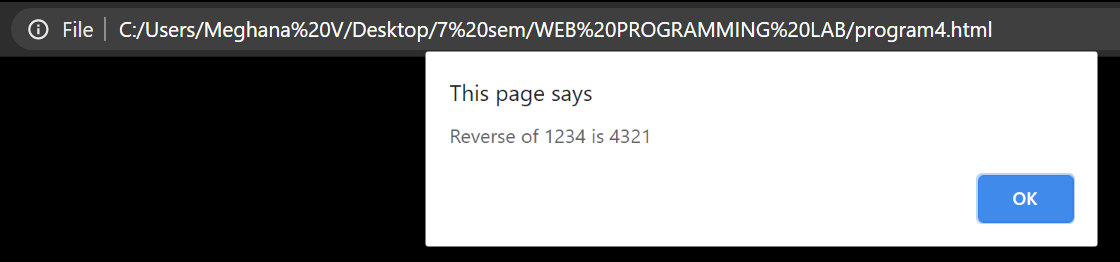 File C:/Users/Meghana%20V/Desktop/7%20sem/WEB%20PROGRAMMING%20LAB/program4.html
This page says
Reverse of 1234 is 4321
OK